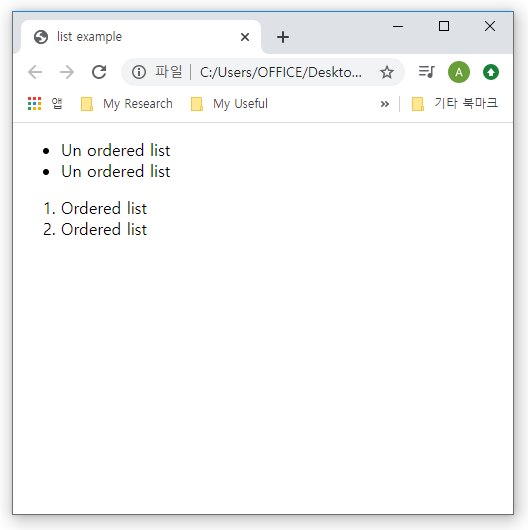 list example
파일 C:/Users/OFFICE/Deskto...
A
앱 My Research My Useful » 기타 북마크
• Un ordered list
• Un ordered list
1. Ordered list
2. Ordered list